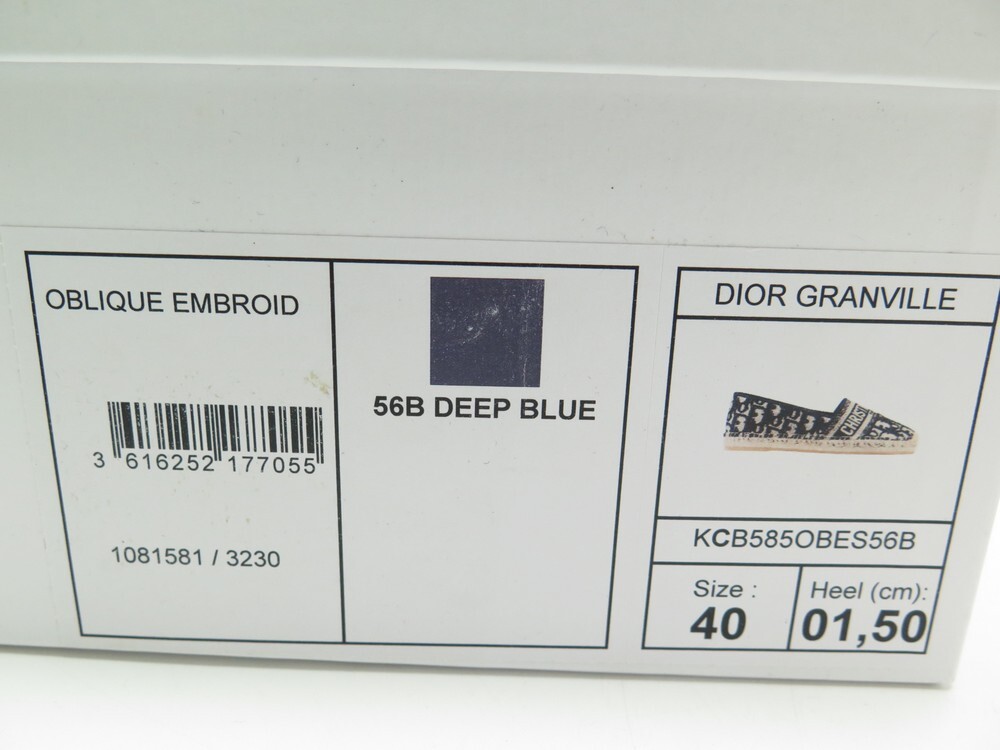 OBLIQUE EMBROID
3 616252 177055
1081581 / 3230
56B DEEP BLUE
DIOR GRANVILLE
CHRIS
KCB585OBES56B
Size :
40
Heel (cm):
01,50